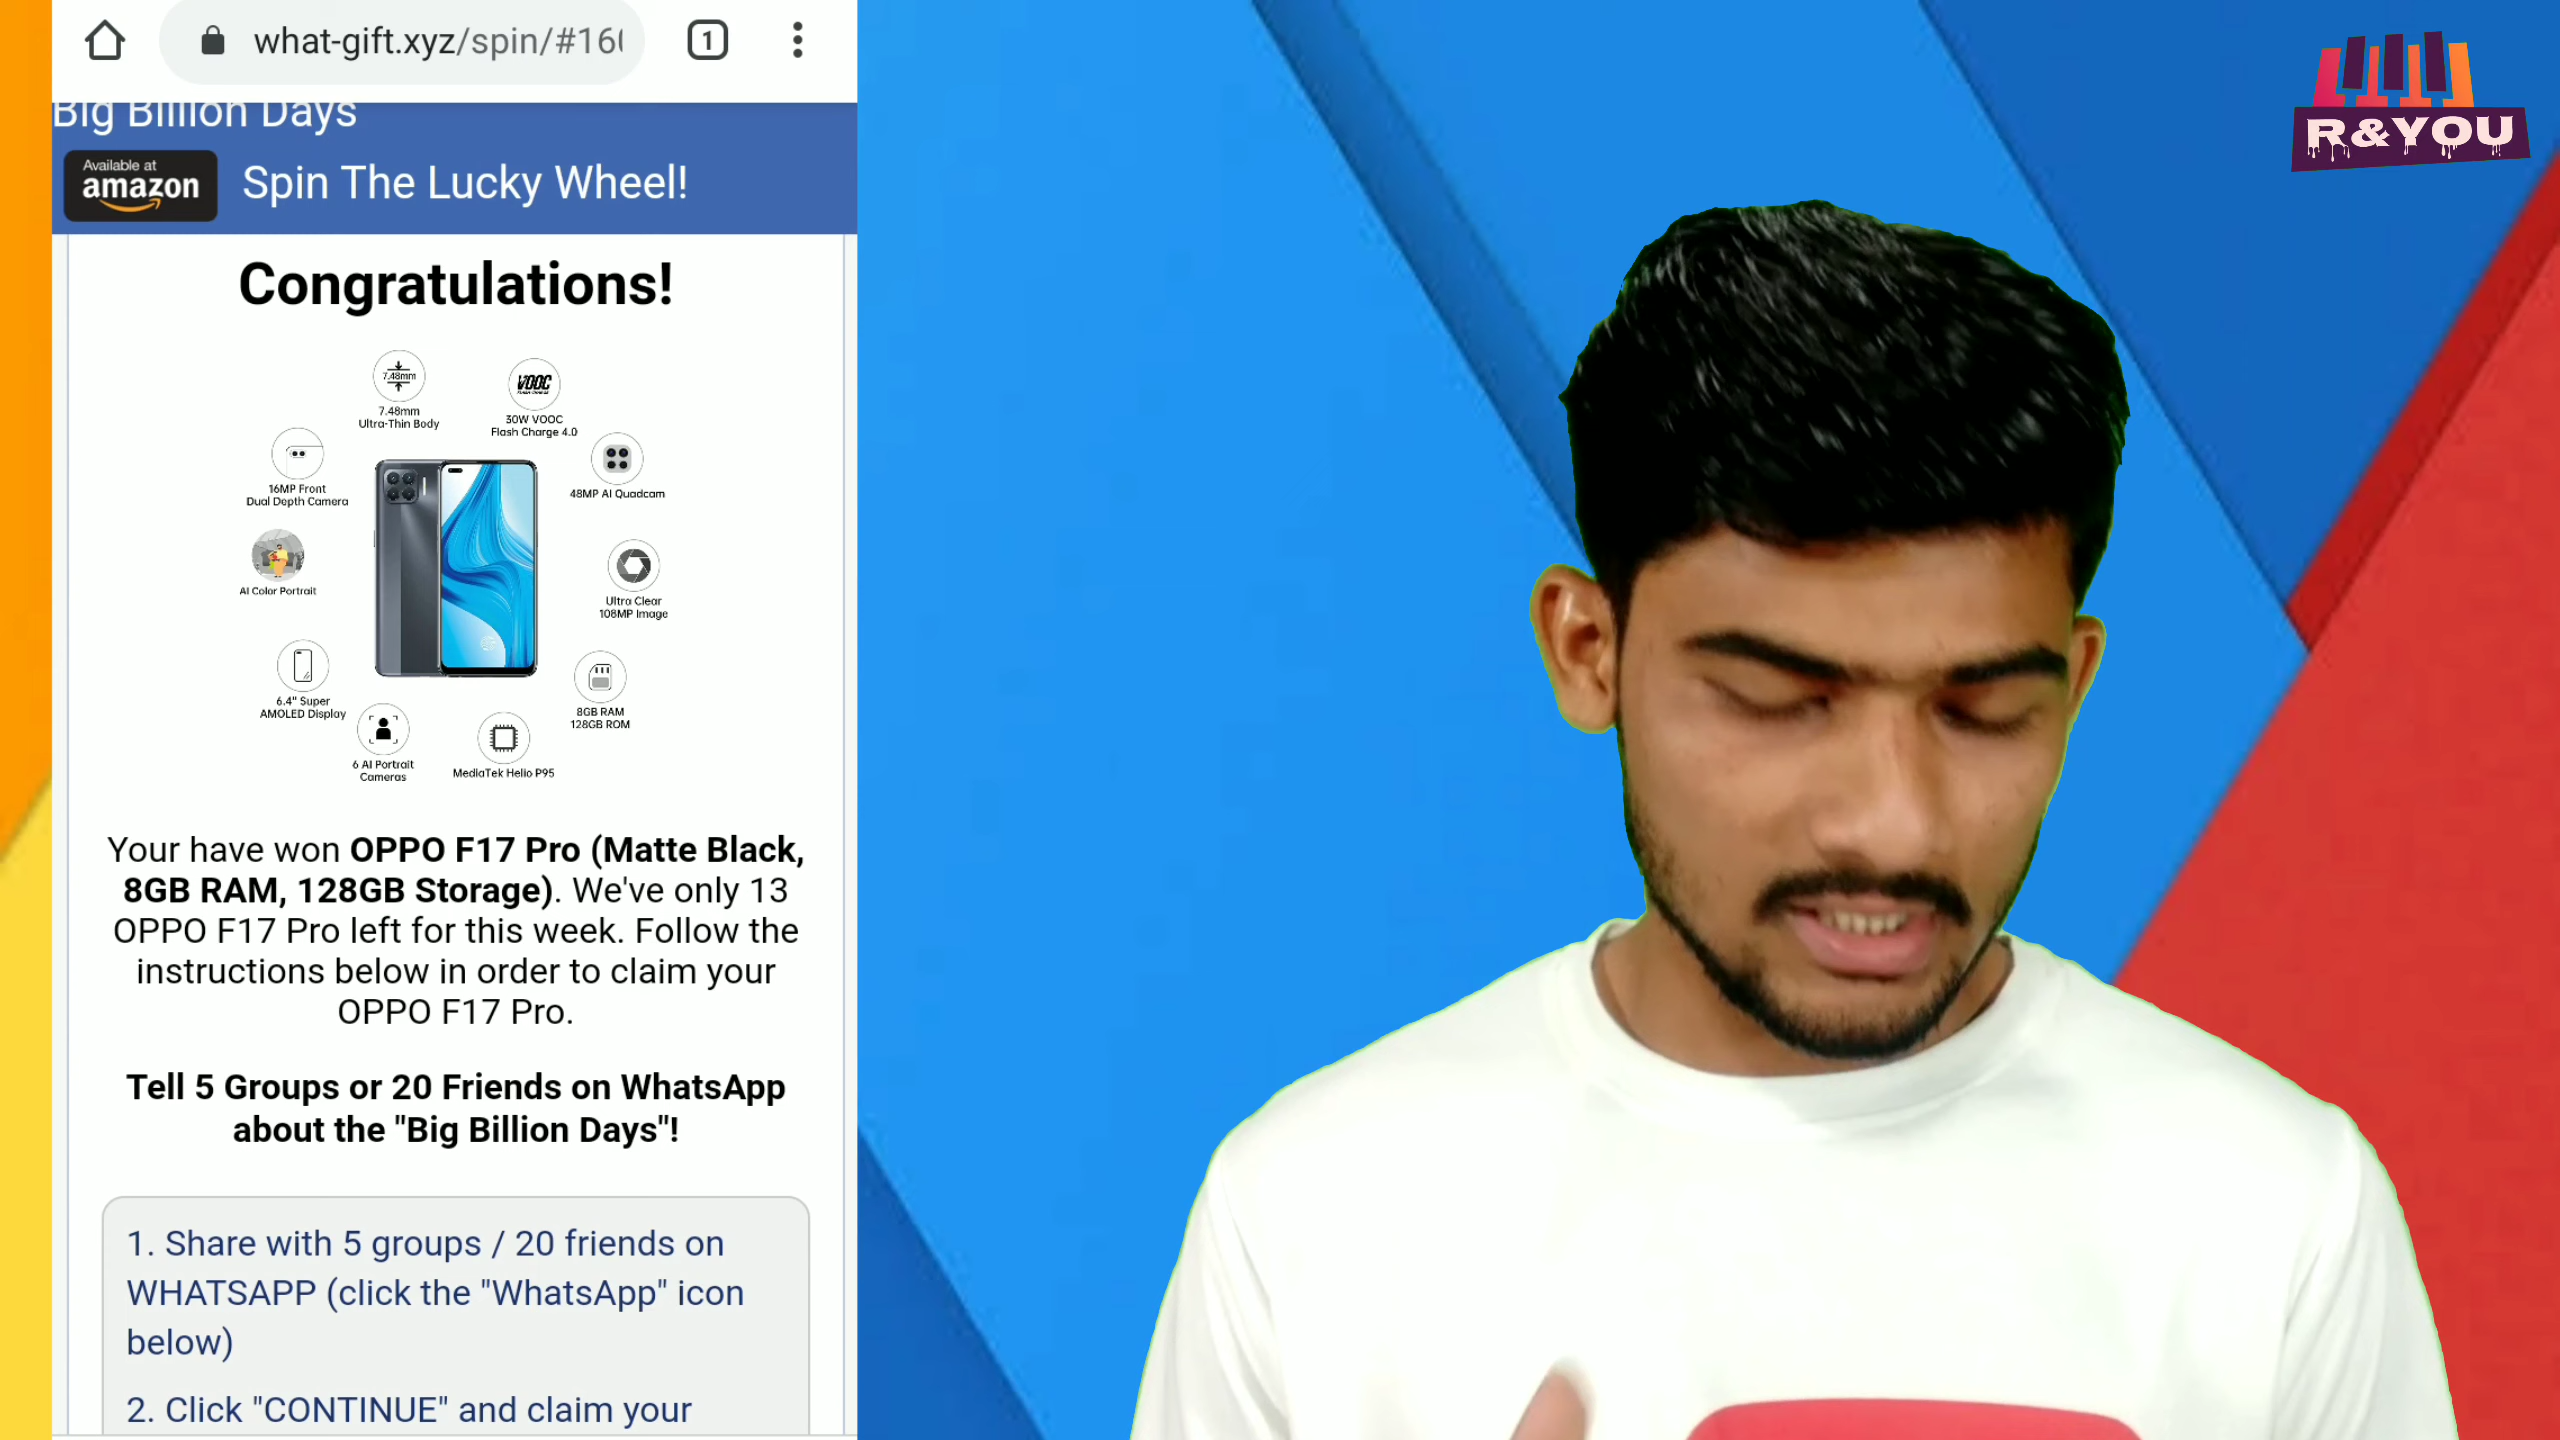 what-gift.xyz/spin/#16
1
Big Billion Days
Available at
amazon
Spin The Lucky Wheel!
Congratulations!
7.48mm
7.48mm
Ultra-Thin Body
VOOC
30W VOOC
Flash Charge 4.0
16MP Front
Dual Depth Camera
48MP AI Quadcam
AI Color Portrait
Ultra Clear
108MP Image
6.4" Super
AMOLED Display
8GB RAM
128GB ROM
6 AI Portrait
Cameras
MediaTek Helio P95
Your have won OPPO F17 Pro (Matte Black,
8GB RAM, 128GB Storage). We've only 13
OPPO F17 Pro left for this week. Follow the
instructions below in order to claim your
OPPO F17 Pro.
Tell 5 Groups or 20 Friends on WhatsApp
about the "Big Billion Days"!
1. Share with 5 groups / 20 friends on
WHATSAPP (click the "WhatsApp" icon
below)
2. Click "CONTINUE" and claim your
R&YOU